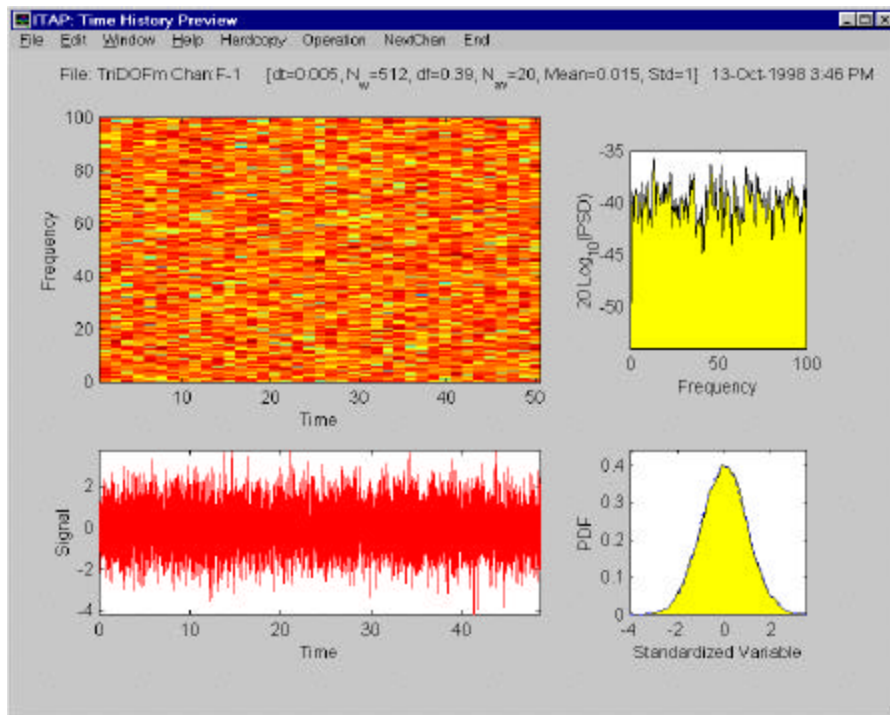 ITAP: Time History Preview
File Edit Window Help Hardcopy Operation NextChan End
File: TriDOFm Chan:F-1 [dt=0.005, N_w=512, df=0.39, N_av=20, Mean=0.015, Std=1] 13-Oct-1998 3:46 PM
100
80
60
40
20
0
Frequency
10 20 30 40 50
Time
-35
-40
-45
-50
20 Log10(PSD)
0 50 100
Frequency
2
0
-2
-4
Signal
0 10 20 30 40
Time
0.4
0.3
0.2
0.1
0
PDF
-4 -2 0 2
Standardized Variable